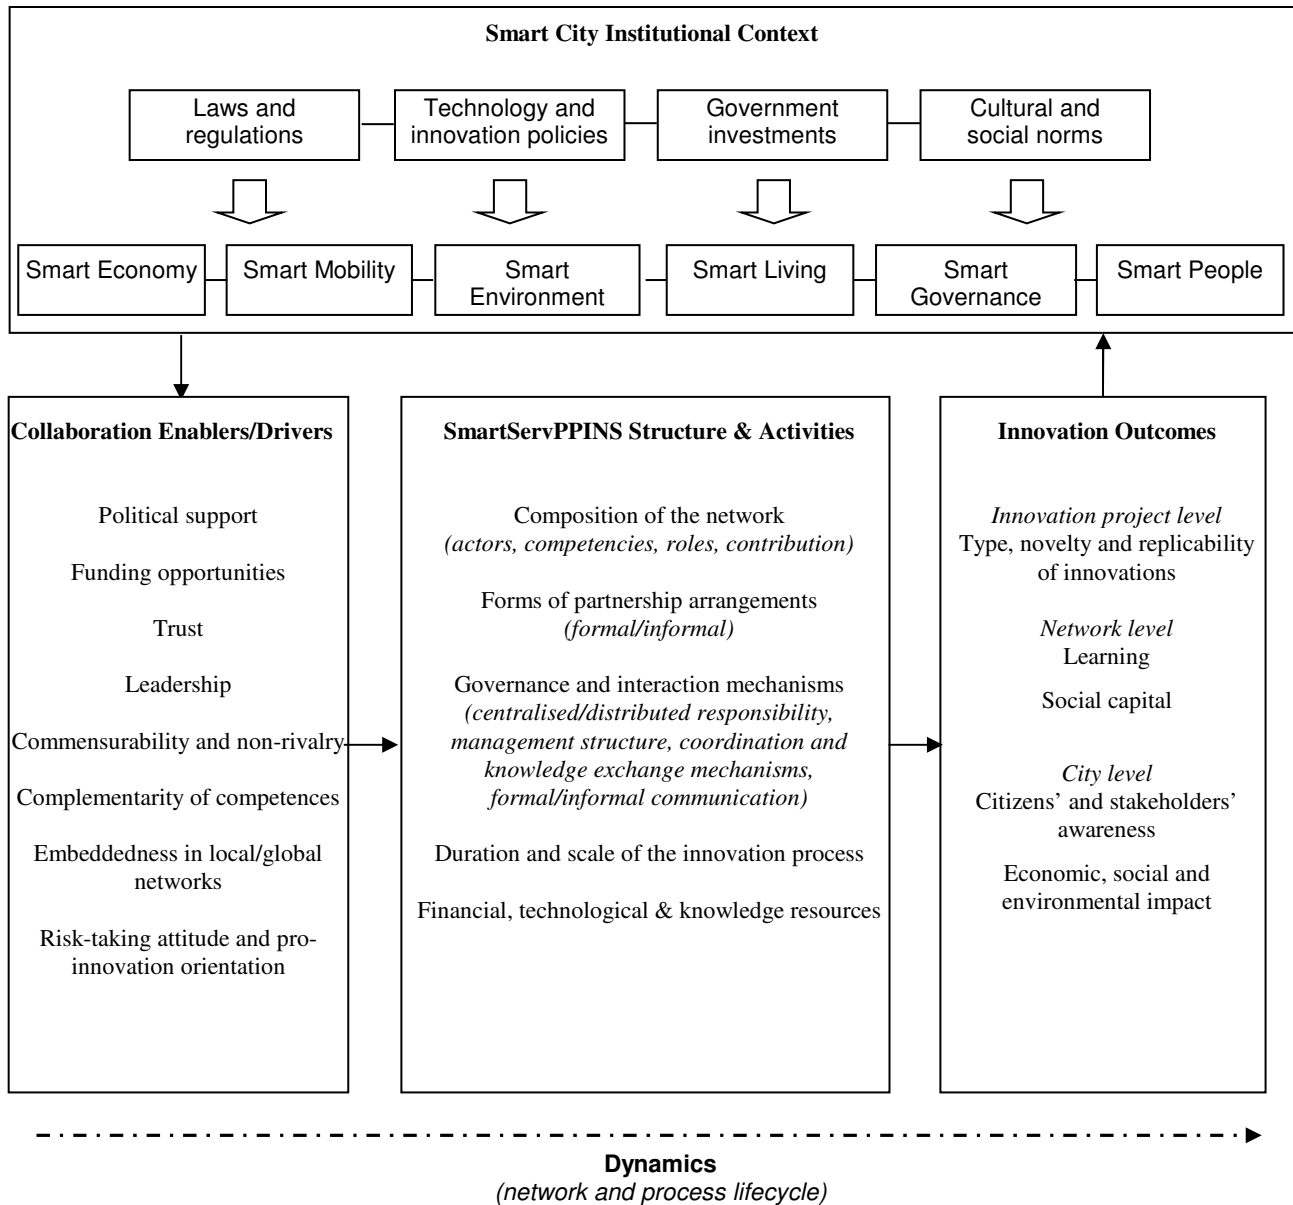 Smart City Institutional Context
Laws and
regulations
Technology and
innovation policies
Government
investments
Cultural and
social norms
Smart Economy
Smart Mobility
Smart
Environment
Smart Living
Smart
Governance
Smart People
Collaboration Enablers/Drivers
Political support
Funding opportunities
Trust
Leadership
Commensurability and non-rivalry
Complementarity of competences
Embeddedness in local/global
networks
Risk-taking attitude and pro-
innovation orientation
SmartServPPINS Structure & Activities
Composition of the network
(actors, competencies, roles, contribution)
Forms of partnership arrangements
(formal/informal)
Governance and interaction mechanisms
(centralised/distributed responsibility,
management structure, coordination and
knowledge exchange mechanisms,
formal/informal communication)
Duration and scale of the innovation process
Financial, technological & knowledge resources
Innovation Outcomes
Innovation project level
Type, novelty and replicability
of innovations
Network level
Learning
Social capital
City level
Citizens’ and stakeholders’
awareness
Economic, social and
environmental impact
Dynamics
(network and process lifecycle)